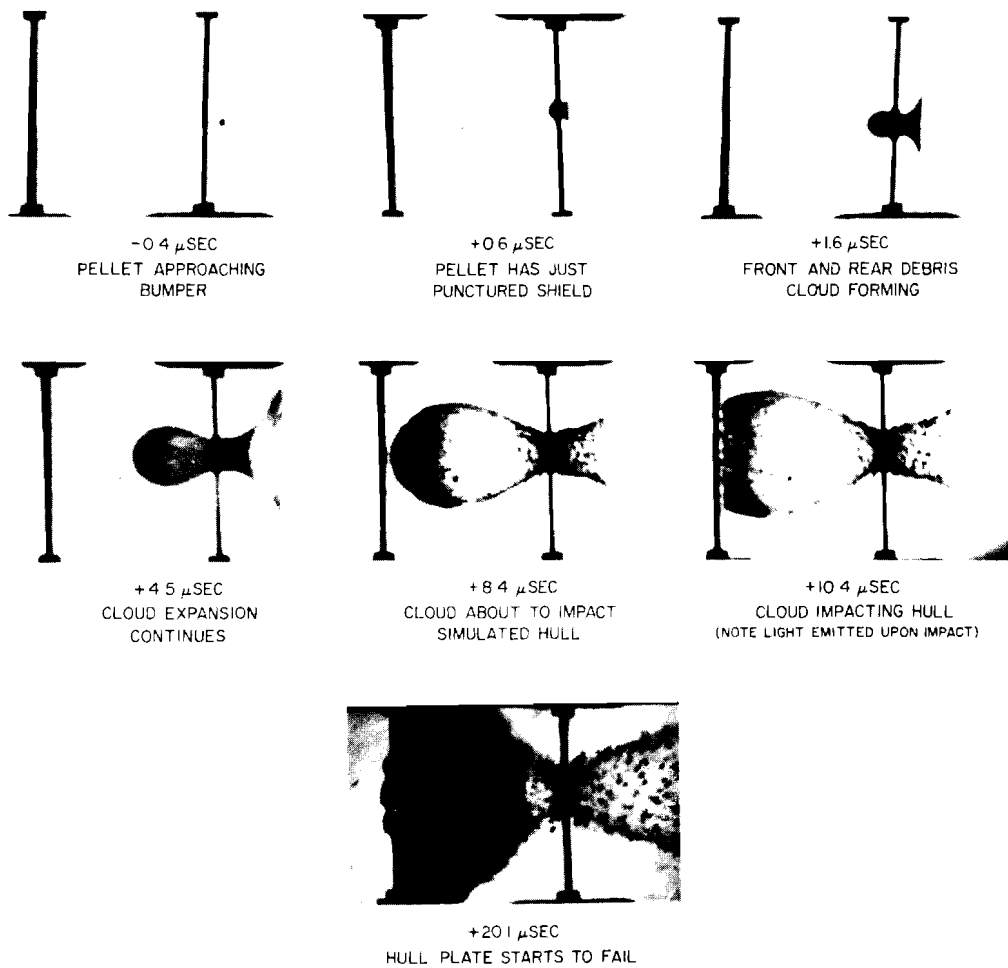 -0.4 μSEC
PELLET APPROACHING
BUMPER
+0.6 μSEC
PELLET HAS JUST
PUNCTURED SHIELD
+1.6 μSEC
FRONT AND REAR DEBRIS
CLOUD FORMING
+4.5 μSEC
CLOUD EXPANSION
CONTINUES
+8.4 μSEC
CLOUD ABOUT TO IMPACT
SIMULATED HULL
+10.4 μSEC
CLOUD IMPACTING HULL
(NOTE LIGHT EMITTED UPON IMPACT)
+20.1 μSEC
HULL PLATE STARTS TO FAIL